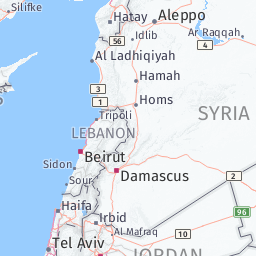 Silifke
Hatay
Aleppo
Idlib
Ar Raqqah
56
4
Al Ladhiqiyah
Hamah
3
1
Homs
Tripoli
SYRIA
LEBANON
Beirut
Sidon
Damascus
2
Sour
Haifa
96
Irbid
Al Mafraq
Tel Aviv
2
JORDAN